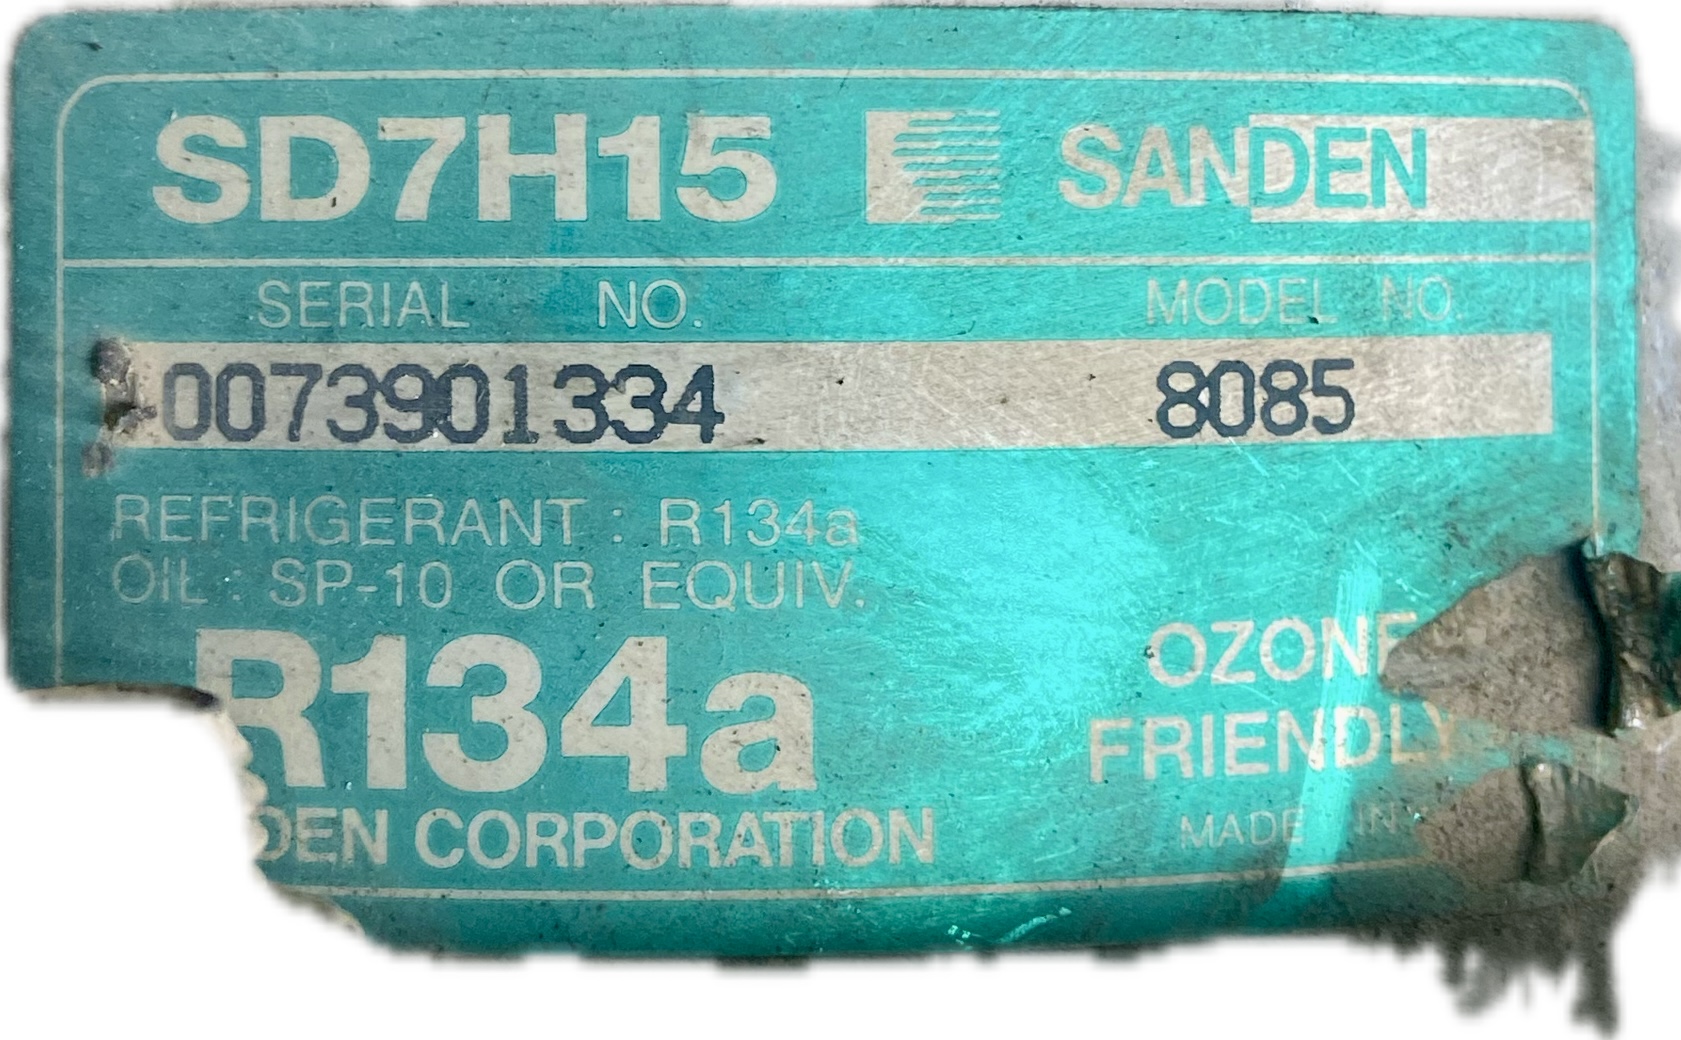 SD7H15 SANDEN
SERIAL NO. MODEL NO.
0073901334 8085
REFRIGERANT : R134a
OIL : SP-10 OR EQUIV.
R134a
OZONE
FRIENDLY
DEN CORPORATION
MADE IN